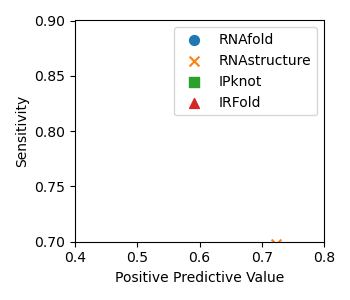 0.90
0.85
0.80
0.75
0.70
Sensitivity
RNAfold
RNAstructure
IPknot
IRFold
0.4 0.5 0.6 0.7 0.8
Positive Predictive Value